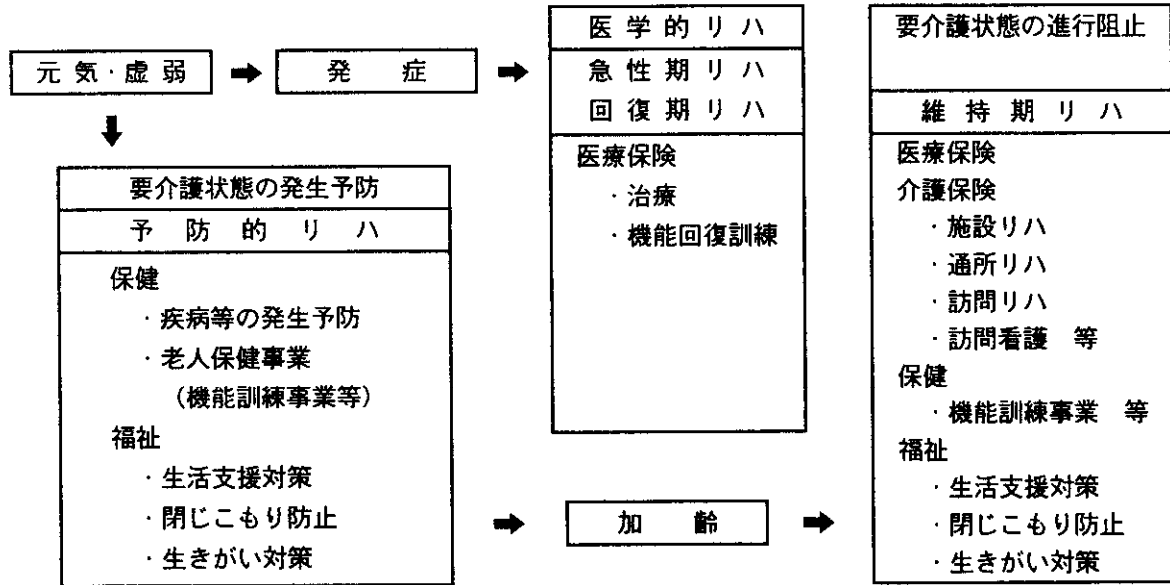 元気・虚弱
発症
要介護状態の発生予防
予防的リハ
保健
・疾病等の発生予防
・老人保健事業
(機能訓練事業等)
福祉
・生活支援対策
・閉じこもり防止
・生きがい対策
医学的リハ
急性期リハ
回復期リハ
医療保険
・治療
・機能回復訓練
加齢
要介護状態の進行阻止
維持期リハ
医療保険
介護保険
・施設リハ
・通所リハ
・訪問リハ
・訪問看護 等
保健
・機能訓練事業 等
福祉
・生活支援対策
・閉じこもり防止
・生きがい対策